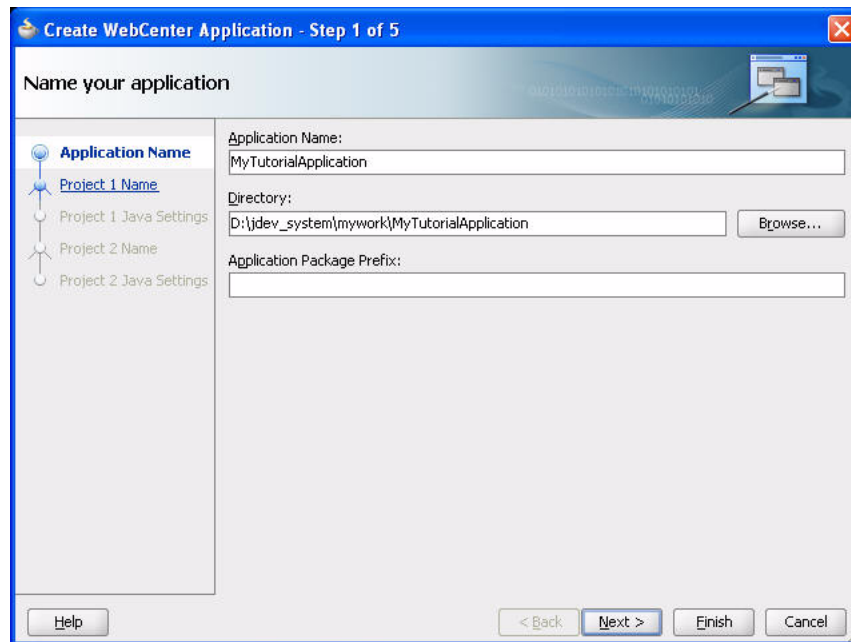 Create WebCenter Application - Step 1 of 5
Name your application
Application Name
Project 1 Name
Project 1 Java Settings
Project 2 Name
Project 2 Java Settings
Application Name:
MyTutorialApplication
Directory:
D:\jdev_system\mywork\MyTutorialApplication
Browse...
Application Package Prefix:
Help
< Back
Next >
Finish
Cancel